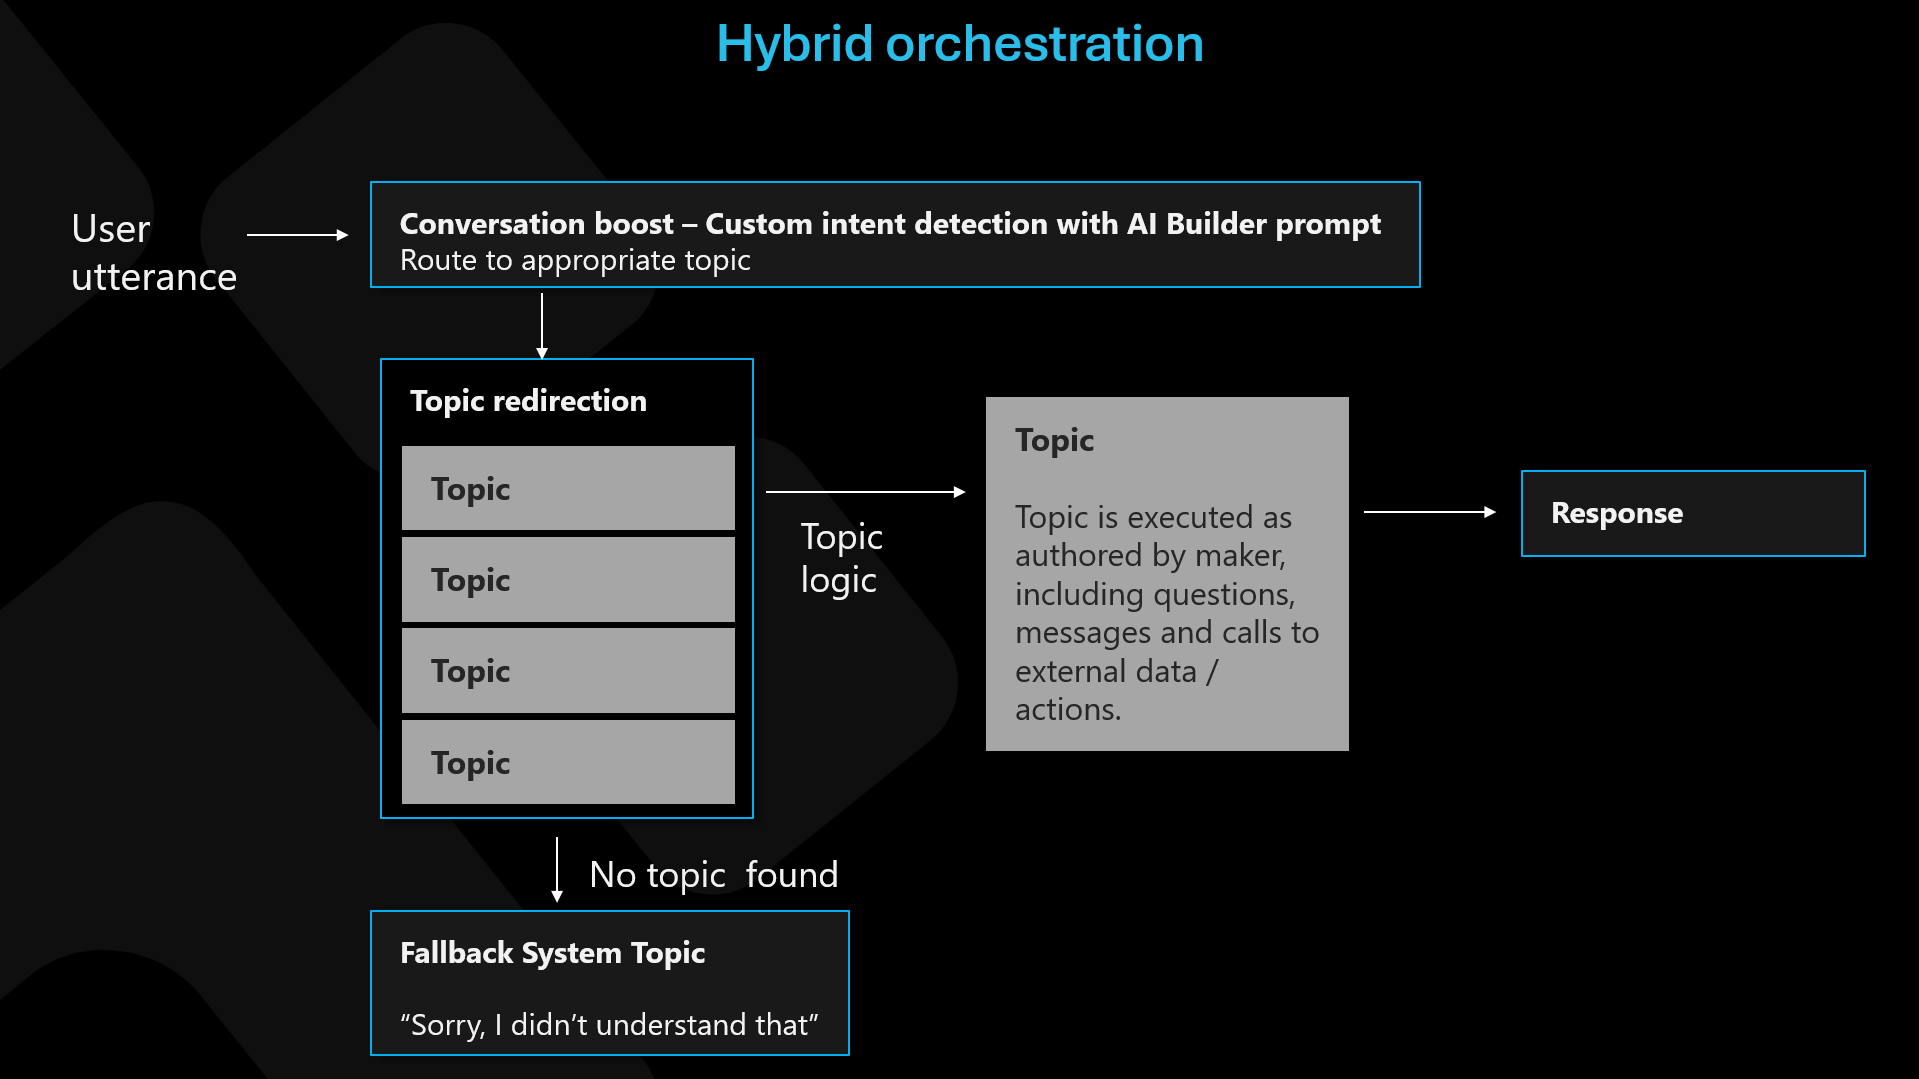 Hybrid orchestration
User
utterance
Conversation boost – Custom intent detection with AI Builder prompt
Route to appropriate topic
Topic redirection
Topic
Topic
Topic
Topic
Topic
logic
Topic
Topic is executed as
authored by maker,
including questions,
messages and calls to
external data /
actions.
Response
No topic  found
Fallback System Topic
“Sorry, I didn’t understand that”